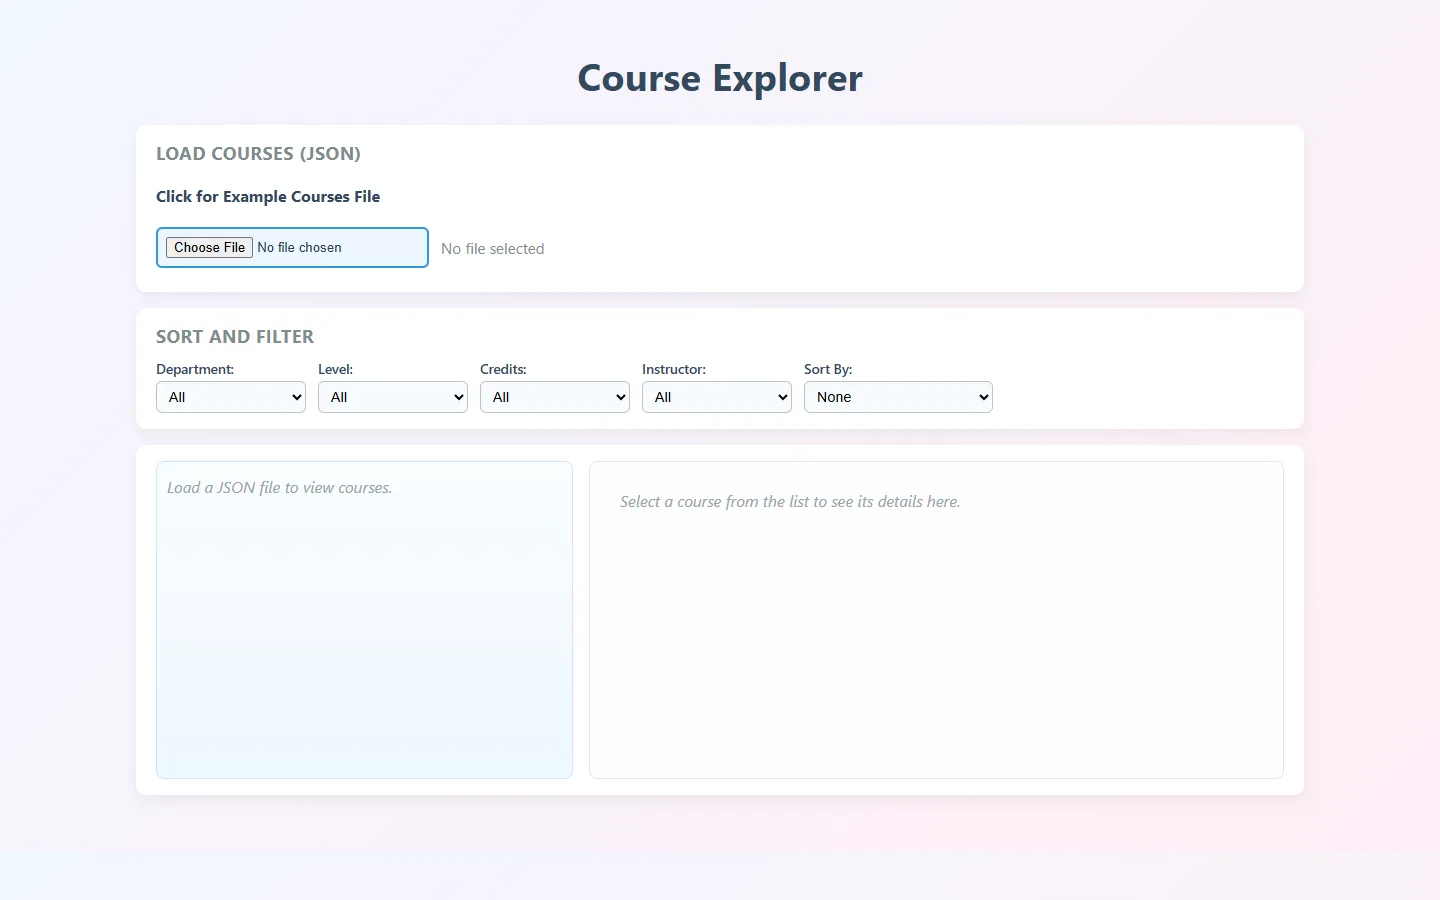 Course Explorer
LOAD COURSES (JSON)
Click for Example Courses File
Choose File No file chosen No file selected
SORT AND FILTER
Department: Level: Credits: Instructor: Sort By:
All All All All None
Load a JSON file to view courses.
Select a course from the list to see its details here.